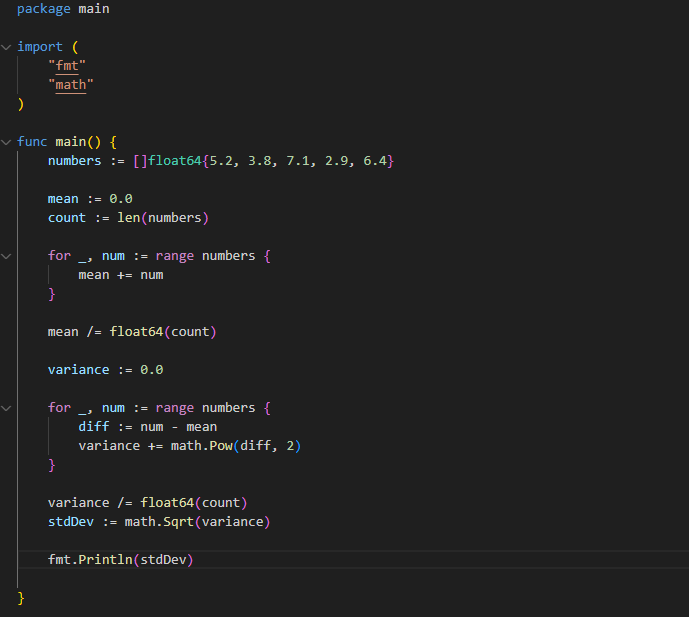 package main
import (
"fmt"
"math"
)
func main() {
numbers := []float64{5.2, 3.8, 7.1, 2.9, 6.4}
mean := 0.0
count := len(numbers)
for _, num := range numbers {
mean += num
}
mean /= float64(count)
variance := 0.0
for _, num := range numbers {
diff := num - mean
variance += math.Pow(diff, 2)
}
variance /= float64(count)
stdDev := math.Sqrt(variance)
fmt.Println(stdDev)
}